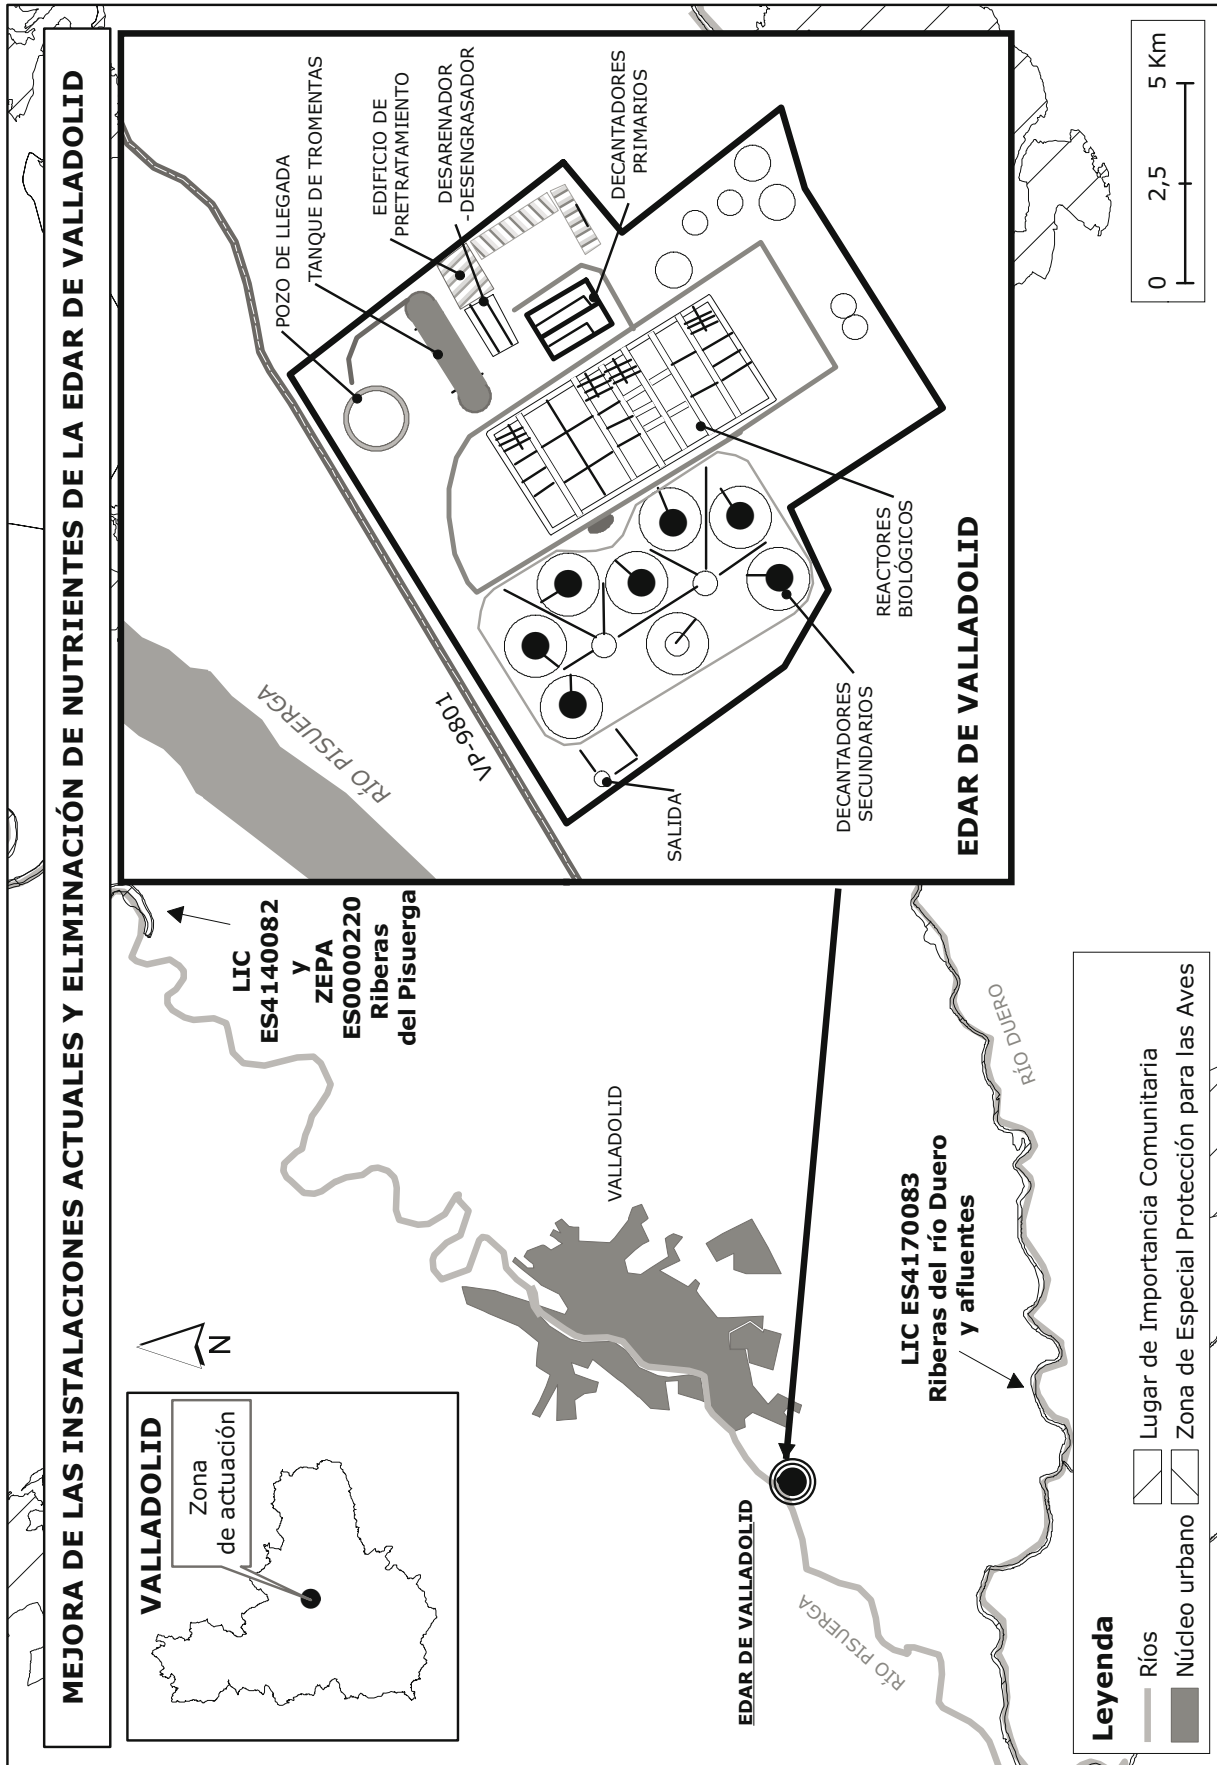 MEJORA DE LAS INSTALACIONES ACTUALES Y ELIMINACIÓN DE NUTRIENTES DE LA EDAR DE VALLADOLID
VALLADOLID
Zona
de actuación
N
LIC
ES4140082
y
ZEPA
ES0000220
Riberas
del Pisuerga
RÍO PISUERGA
VP-9801
POZO DE LLEGADA
TANQUE DE TROMENTAS
EDIFICIO DE
PRETRATAMIENTO
DESARENADOR
-DESENGRASADOR
DECANTADORES
PRIMARIOS
SALIDA
DECANTADORES
SECUNDARIOS
REACTORES
BIOLÓGICOS
EDAR DE VALLADOLID
VALLADOLID
EDAR DE VALLADOLID
RÍO PISUERGA
LIC ES4170083
Riberas del río Duero
y afluentes
RÍO DUERO
Leyenda
Ríos
Núcleo urbano
Lugar de Importancia Comunitaria
Zona de Especial Protección para las Aves
0 2,5 5 Km